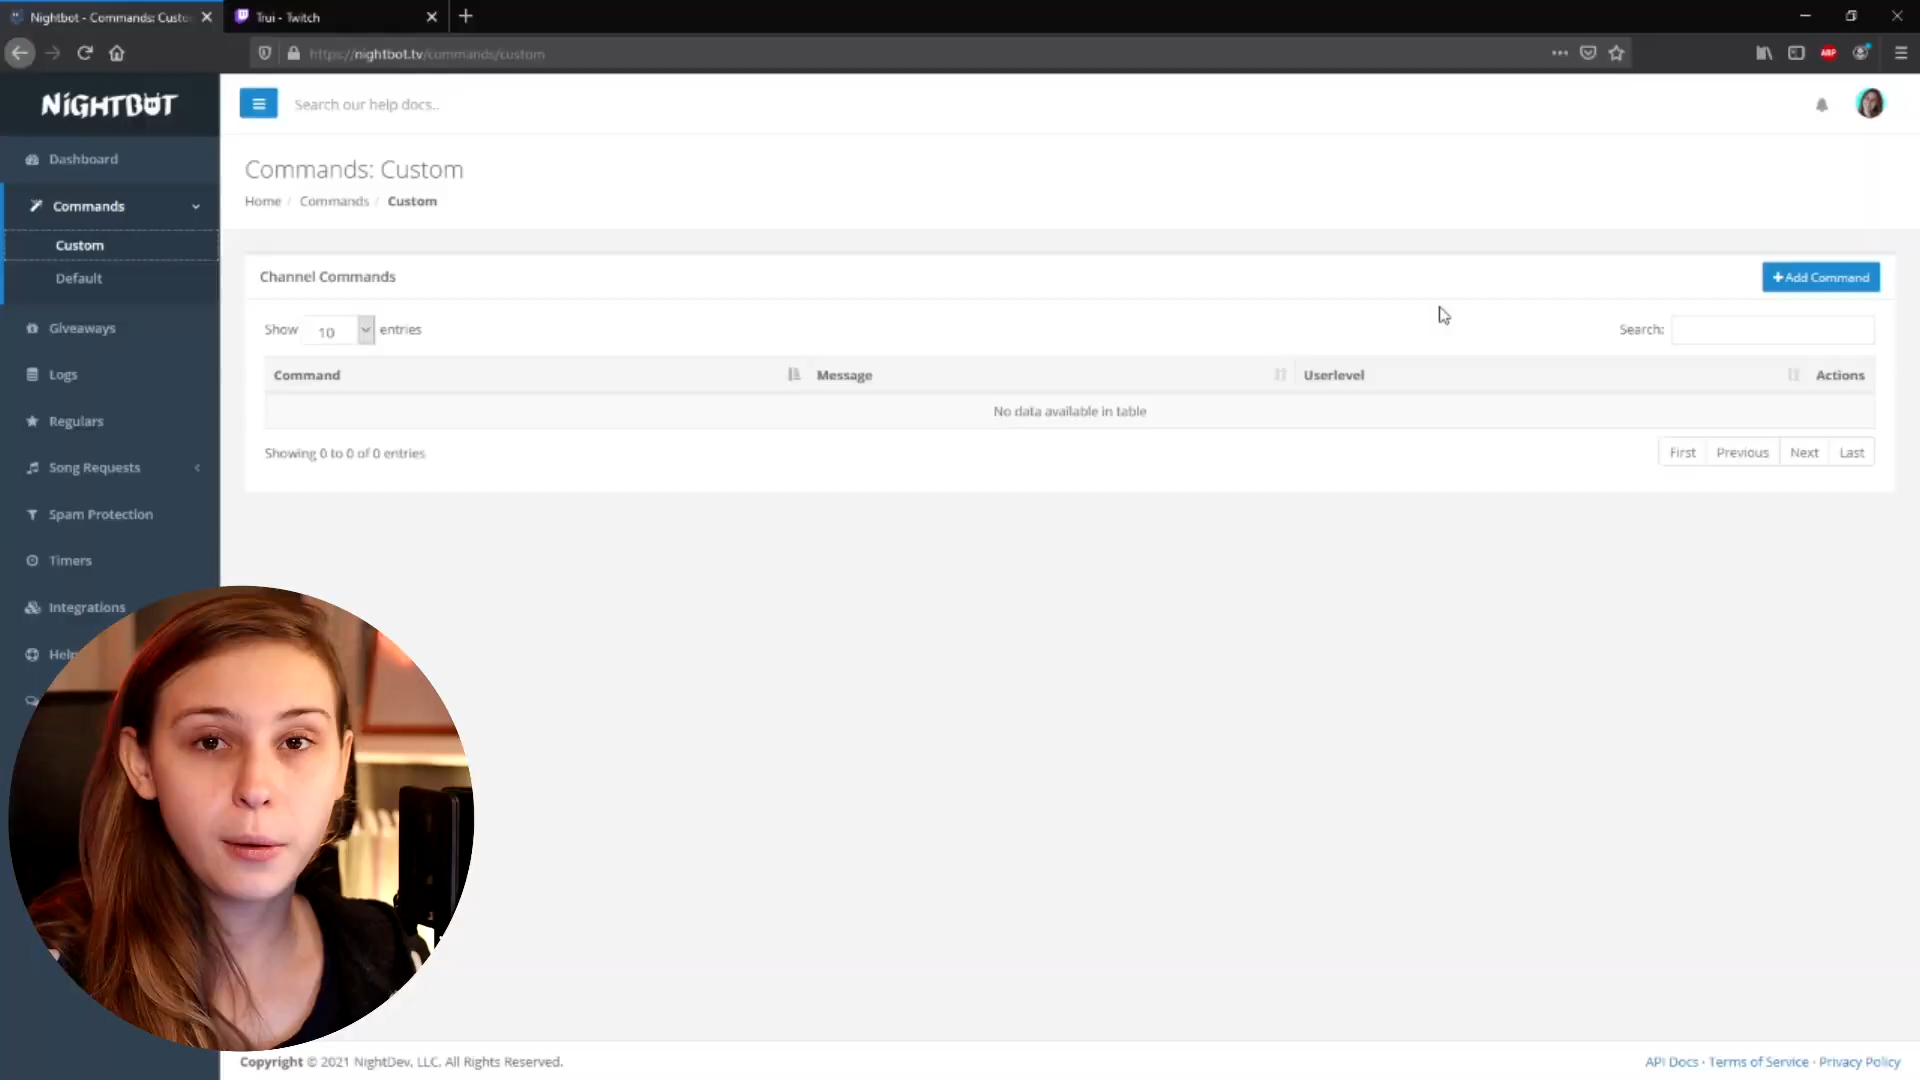 Nightbot - Commands: Custo
Trui - Twitch
https://nightbot.tv/commands/custom
ABP
NiGHTBOT
Search our help docs..
Dashboard
Commands
Custom
Default
Giveaways
Logs
Regulars
Song Requests
Spam Protection
Timers
Integrations
Help
Commands: Custom
Home / Commands / Custom
Channel Commands
+Add Command
Show 10 entries
Search:
Command Message Userlevel Actions
No data available in table
Showing 0 to 0 of 0 entries
First Previous Next Last
Copyright © 2021 NightDev, LLC. All Rights Reserved.
API Docs · Terms of Service · Privacy Policy